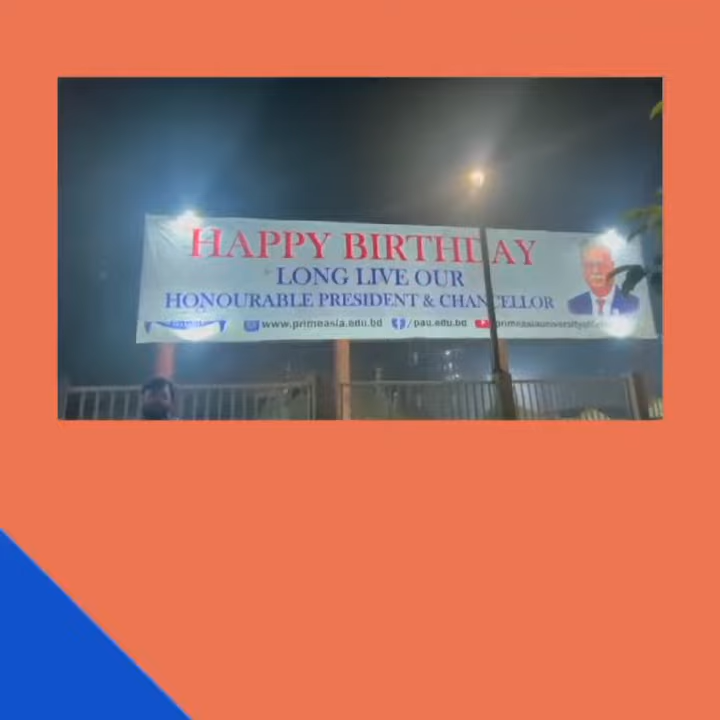 HAPPY BIRTHDAY
LONG LIVE OUR
HONOURABLE PRESIDENT & CHANCELLOR
www.primeasia.edu.bd /pau.edu.bd